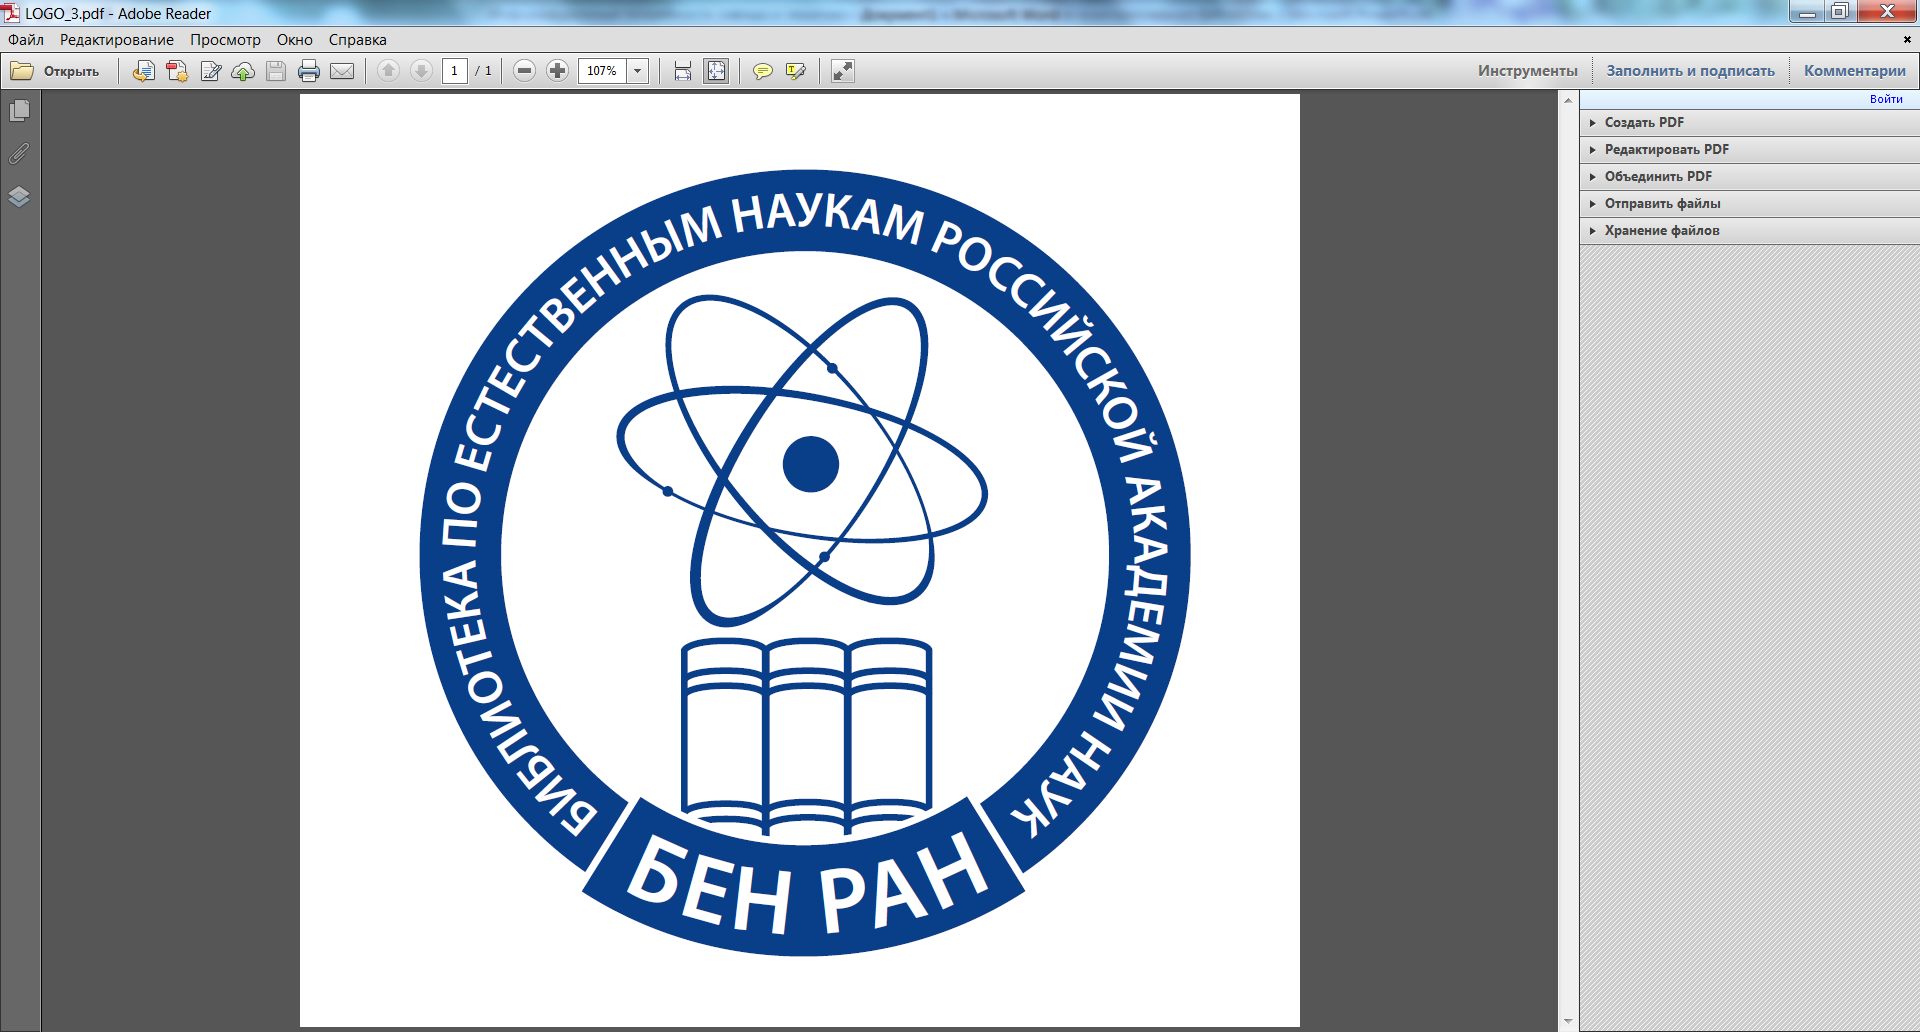 LOGO_3.pdf - Adobe Reader
Файл Редактирование Просмотр Окно Справка
Открыть 1 / 1 107% Инструменты Заполнить и подписать Комментарии
Войти
Создать PDF
Редактировать PDF
Объединить PDF
Отправить файлы
Хранение файлов
БИБЛИОТЕКА ПО ЕСТЕСТВЕННЫМ НАУКАМ РОССИЙСКОЙ АКАДЕМИИ НАУК
БЕН РАН